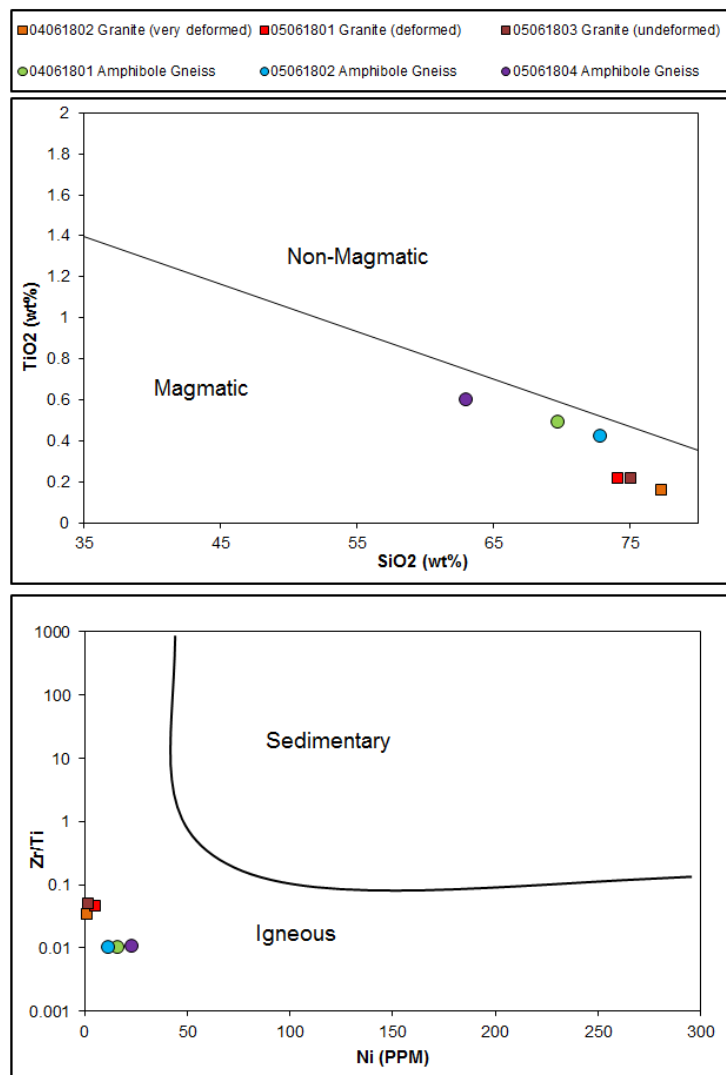 04061802 Granite (very deformed) 05061801 Granite (deformed) 05061803 Granite (undeformed)
04061801 Amphibole Gneiss 05061802 Amphibole Gneiss 05061804 Amphibole Gneiss
2
1.8
1.6
1.4
1.2
1
0.8
0.6
0.4
0.2
0
TiO2 (wt%)
Non-Magmatic
Magmatic
35 45 55 65 75
SiO2 (wt%)
1000
100
10
1
0.1
0.01
0.001
Zr/Ti
Sedimentary
Igneous
0 50 100 150 200 250 300
Ni (PPM)